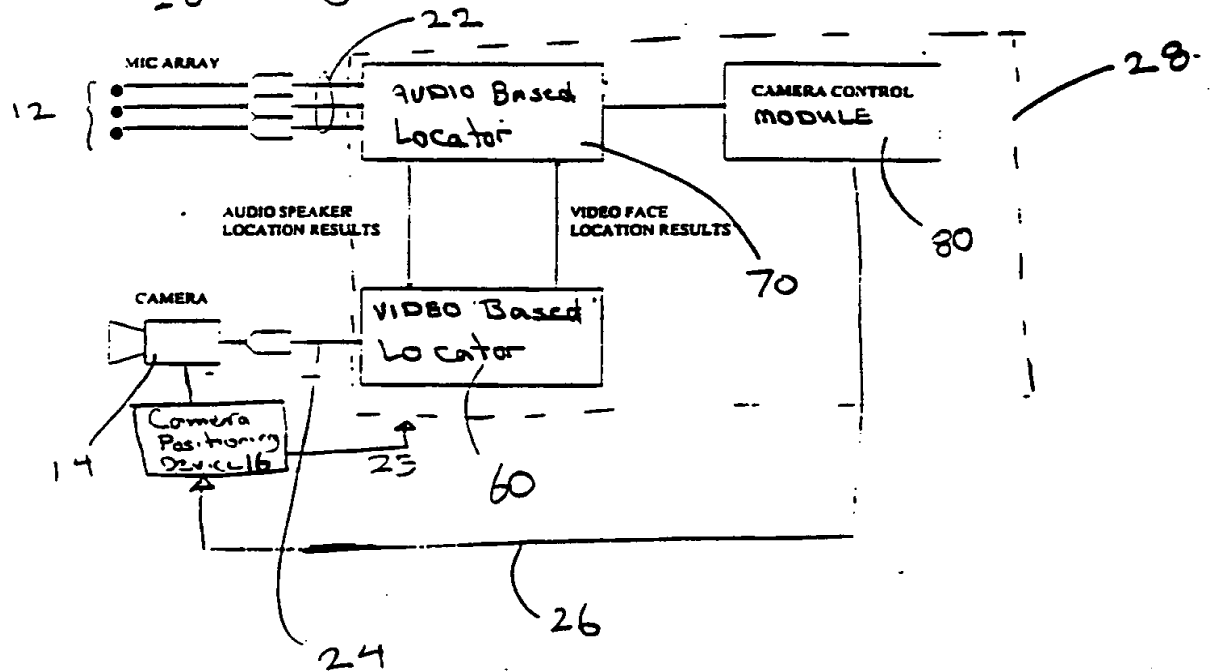 22
28.
MIC ARRAY
12
AUDIO Based
Locator
CAMERA CONTROL
MODULE
AUDIO SPEAKER
LOCATION RESULTS
VIDEO FACE
LOCATION RESULTS
80
70
CAMERA
VIDEO Based
Locator
Camera
Positioning
Device 16
14
25
60
26
24